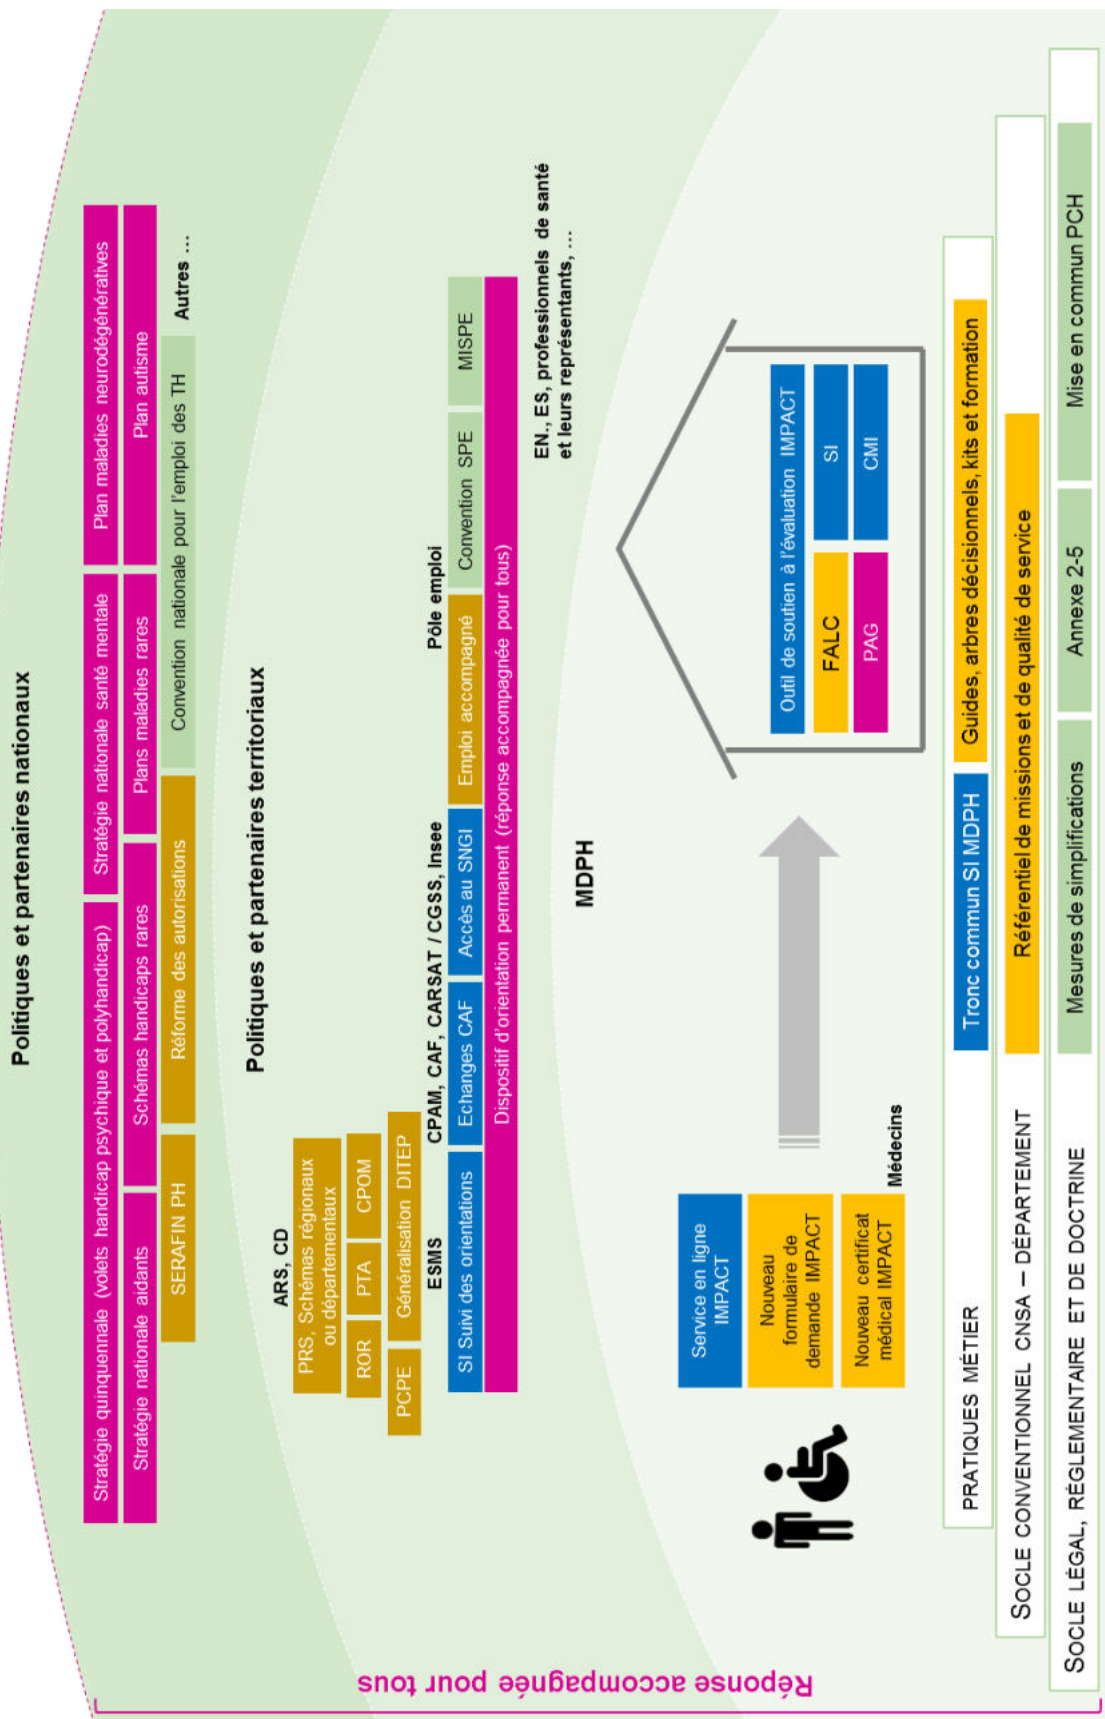 Politiques et partenaires nationaux
Stratégie quinquennale (volets handicap psychique et polyhandicap)
Stratégie nationale santé mentale
Plan maladies neurodégénératives
Stratégie nationale aidants
Schémas handicaps rares
Plans maladies rares
Plan autisme
SERAFIN PH
Réforme des autorisations
Convention nationale pour l'emploi des TH
Autres ...
Politiques et partenaires territoriaux
ARS, CD
PRS, Schémas régionaux
ou départementaux
ROR
PTA
CPOM
PCPE
Généralisation DITEP
ESMS
CPAM, CAF, CARSAT / CGSS, Insee
Pôle emploi
SI Suivi des orientations
Echanges CAF
Accès au SNGI
Emploi accompagné
Convention SPE
MISPE
Dispositif d'orientation permanent (réponse accompagnée pour tous)
EN., ES, professionnels de santé
et leurs représentants, ...
MDPH
Service en ligne
IMPACT
Nouveau
formulaire de
demande IMPACT
Nouveau certificat
médical IMPACT
Médecins
Outil de soutien à l'évaluation IMPACT
FALC
SI
PAG
CMI
PRATIQUES MÉTIER
Tronc commun SI MDPH
Guides, arbres décisionnels, kits et formation
SOCLE CONVENTIONNEL CNSA – DÉPARTEMENT
Référentiel de missions et de qualité de service
SOCLE LÉGAL, RÉGLEMENTAIRE ET DE DOCTRINE
Mesures de simplifications
Annexe 2-5
Mise en commun PCH
Réponse accompagnée pour tous